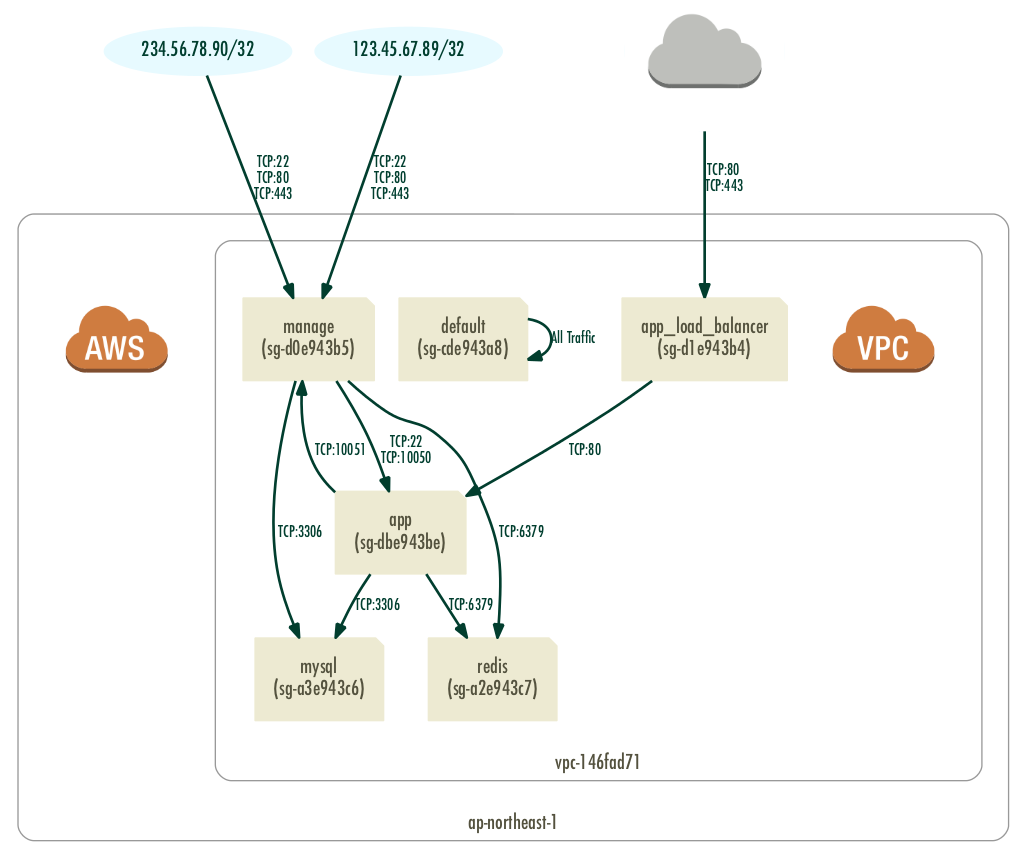 234.56.78.90/32
123.45.67.89/32
TCP:22
TCP:80
TCP:443
TCP:22
TCP:80
TCP:443
TCP:80
TCP:443
AWS
manage
(sg-d0e943b5)
default
(sg-cde943a8)
All Traffic
app_load_balancer
(sg-d1e943b4)
VPC
TCP:10051
TCP:22
TCP:10050
TCP:80
app
(sg-dbe943be)
TCP:3306
TCP:6379
TCP:3306
TCP:6379
mysql
(sg-a3e943c6)
redis
(sg-a2e943c7)
vpc-146fad71
ap-northeast-1